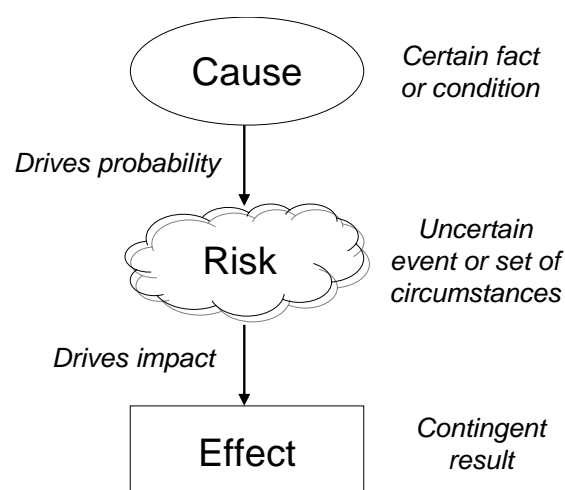 Cause
Certain fact
or condition
Drives probability
Risk
Uncertain
event or set of
circumstances
Drives impact
Effect
Contingent
result